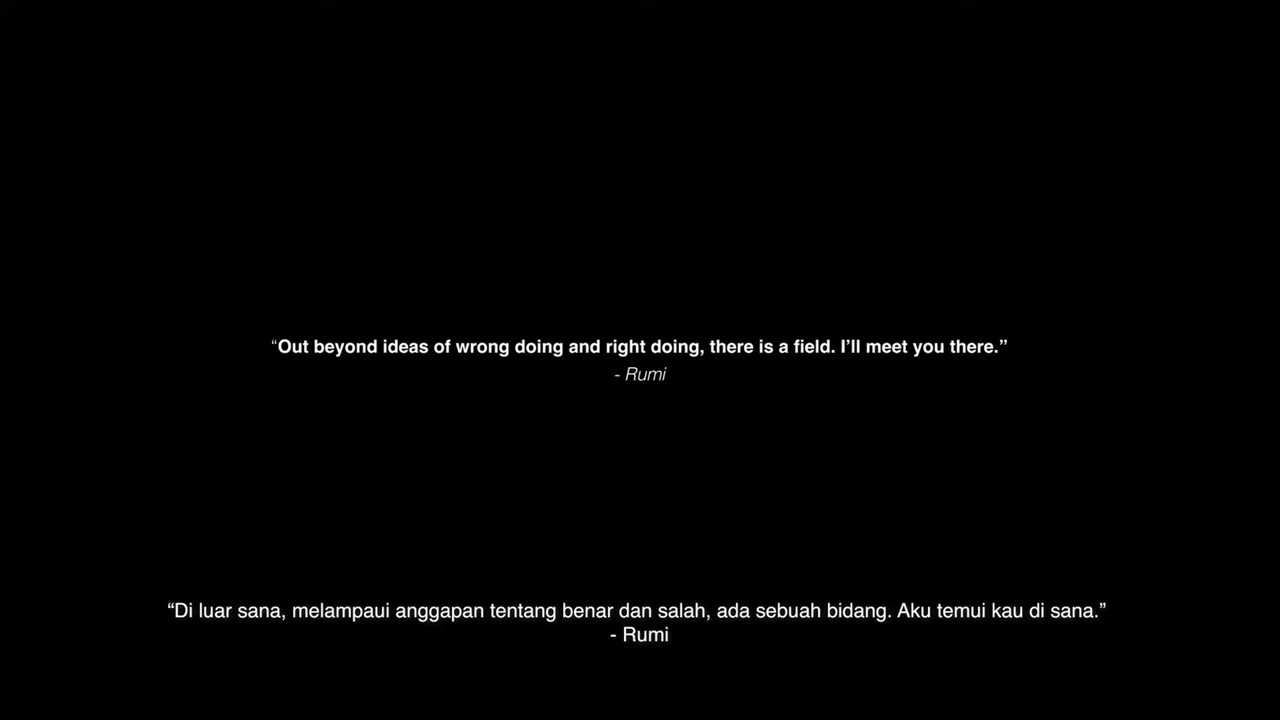 “Out beyond ideas of wrong doing and right doing, there is a field. I’ll meet you there.”
- Rumi
“Di luar sana, melampaui anggapan tentang benar dan salah, ada sebuah bidang. Aku temui kau di sana.”
- Rumi